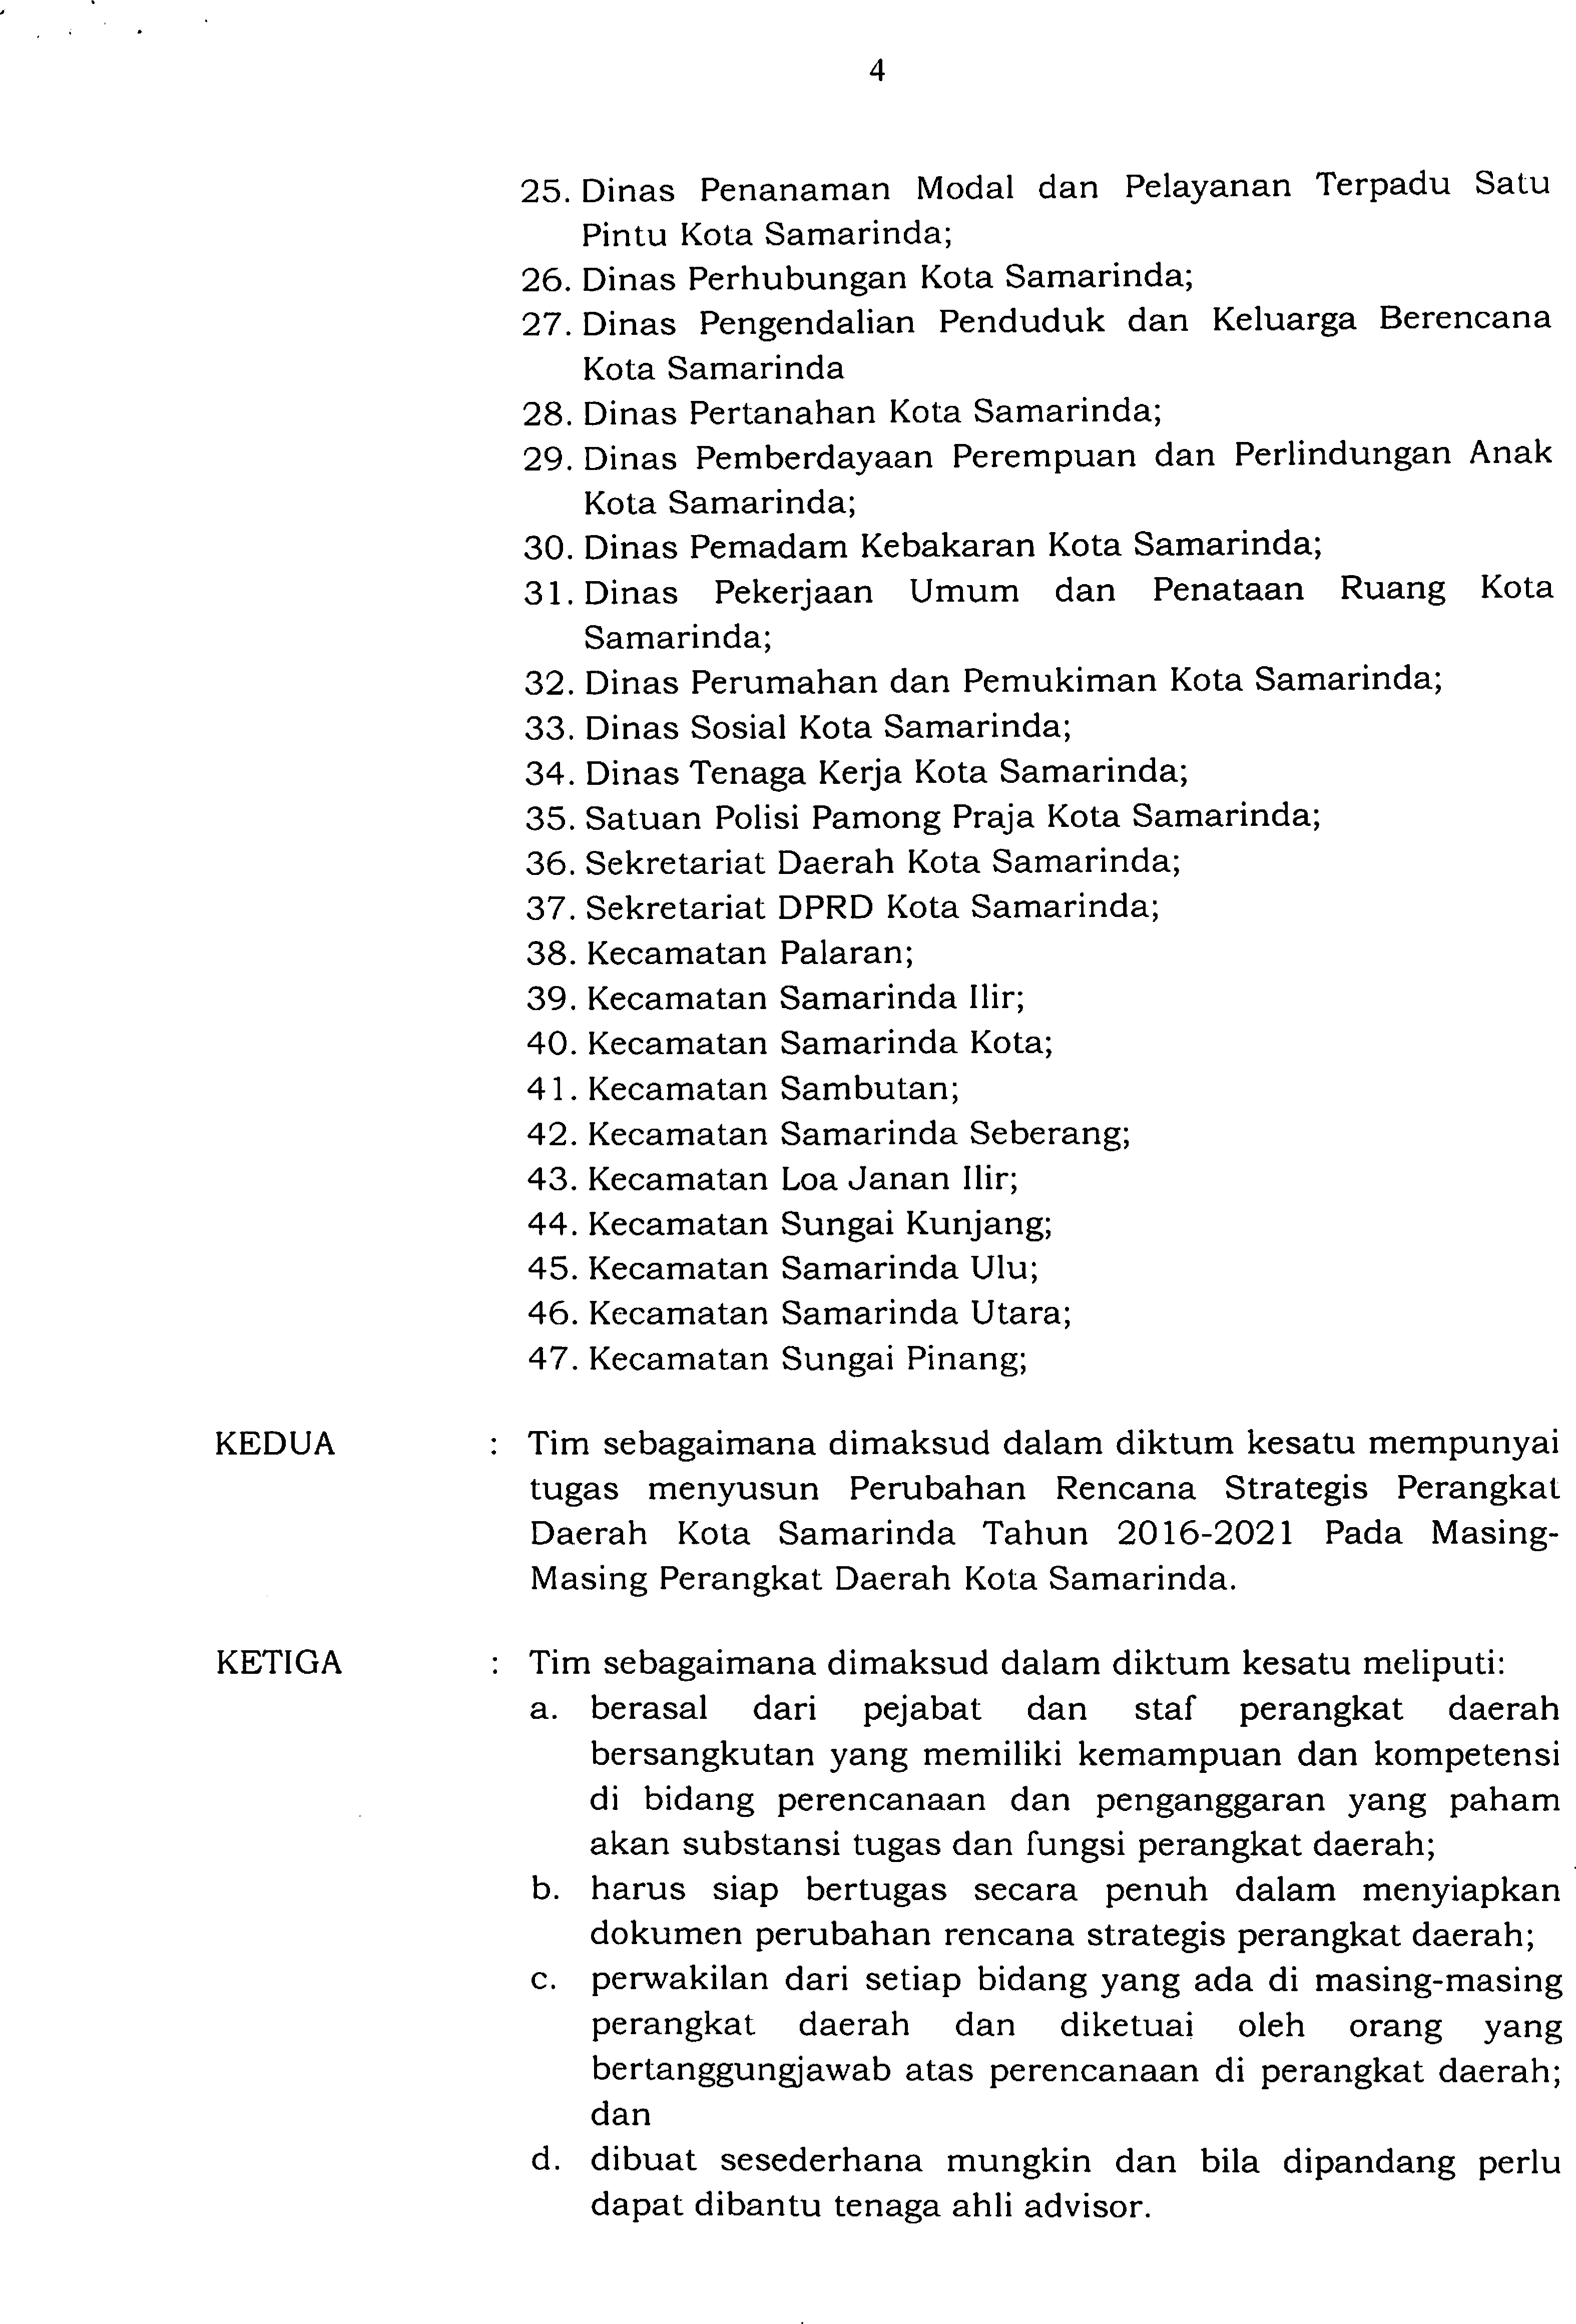 4
25. Dinas Penanaman Modal dan Pelayanan Terpadu Satu
Pintu Kota Samarinda;
26. Dinas Perhubungan Kota Samarinda;
27. Dinas Pengendalian Penduduk dan Keluarga Berencana
Kota Samarinda
28. Dinas Pertanahan Kota Samarinda;
29. Dinas Pemberdayaan Perempuan dan Perlindungan Anak
Kota Samarinda;
30. Dinas Pemadam Kebakaran Kota Samarinda;
31. Dinas Pekerjaan Umum dan Penataan Ruang Kota
Samarinda;
32. Dinas Perumahan dan Pemukiman Kota Samarinda;
33. Dinas Sosial Kota Samarinda;
34. Dinas Tenaga Kerja Kota Samarinda;
35. Satuan Polisi Pamong Praja Kota Samarinda;
36. Sekretariat Daerah Kota Samarinda;
37. Sekretariat DPRD Kota Samarinda;
38. Kecamatan Palaran;
39. Kecamatan Samarinda Ilir;
40. Kecamatan Samarinda Kota;
41. Kecamatan Sambutan;
42. Kecamatan Samarinda Seberang;
43. Kecamatan Loa Janan Ilir;
44. Kecamatan Sungai Kunjang;
45. Kecamatan Samarinda Ulu;
46. Kecamatan Samarinda Utara;
47. Kecamatan Sungai Pinang;
KEDUA : Tim sebagaimana dimaksud dalam diktum kesatu mempunyai
tugas menyusun Perubahan Rencana Strategis Perangkat
Daerah Kota Samarinda Tahun 2016-2021 Pada Masing-
Masing Perangkat Daerah Kota Samarinda.
KETIGA : Tim sebagaimana dimaksud dalam diktum kesatu meliputi:
a. berasal dari pejabat dan staf perangkat daerah
bersangkutan yang memiliki kemampuan dan kompetensi
di bidang perencanaan dan penganggaran yang paham
akan substansi tugas dan fungsi perangkat daerah;
b. harus siap bertugas secara penuh dalam menyiapkan
dokumen perubahan rencana strategis perangkat daerah;
c. perwakilan dari setiap bidang yang ada di masing-masing
perangkat daerah dan diketuai oleh orang yang
bertanggungjawab atas perencanaan di perangkat daerah;
dan
d. dibuat sesederhana mungkin dan bila dipandang perlu
dapat dibantu tenaga ahli advisor.